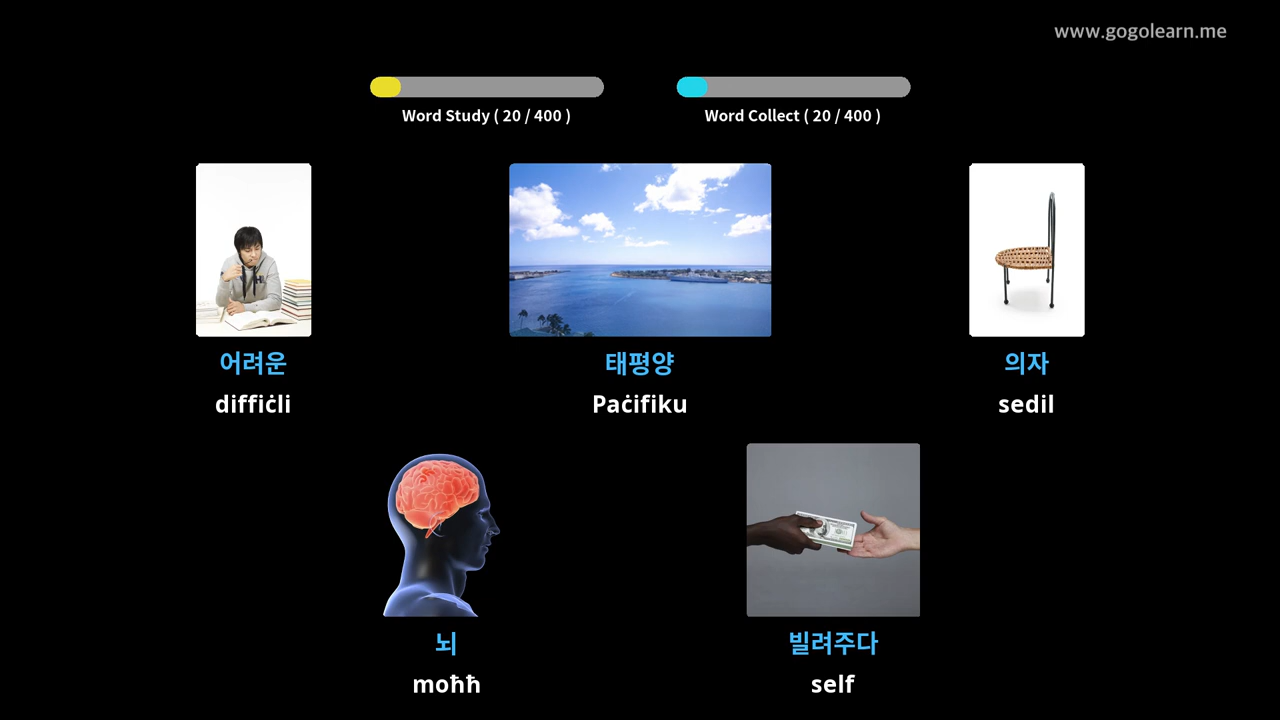 www.gogolearn.me
Word Study ( 20 / 400 )
Word Collect ( 20 / 400 )
어려운
diffiċli
태평양
Paċifiku
의자
sedil
뇌
moħħ
빌려주다
self